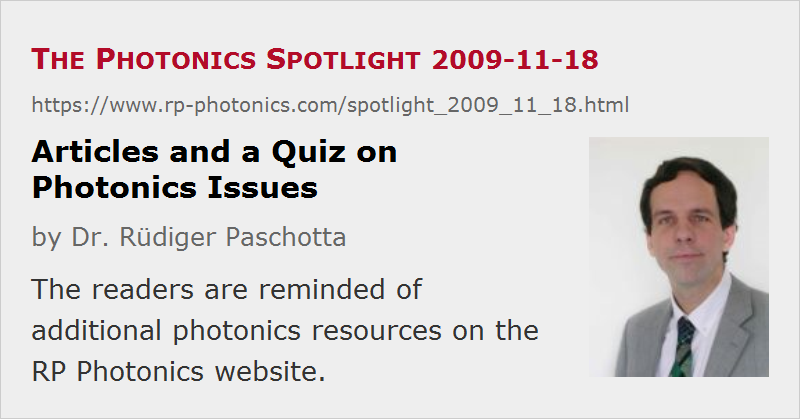 The Photonics Spotlight 2009-11-18
https://www.rp-photonics.com/spotlight_2009_11_18.html
Articles and a Quiz on
Photonics Issues
by Dr. Rüdiger Paschotta
The readers are reminded of
additional photonics resources on the
RP Photonics website.